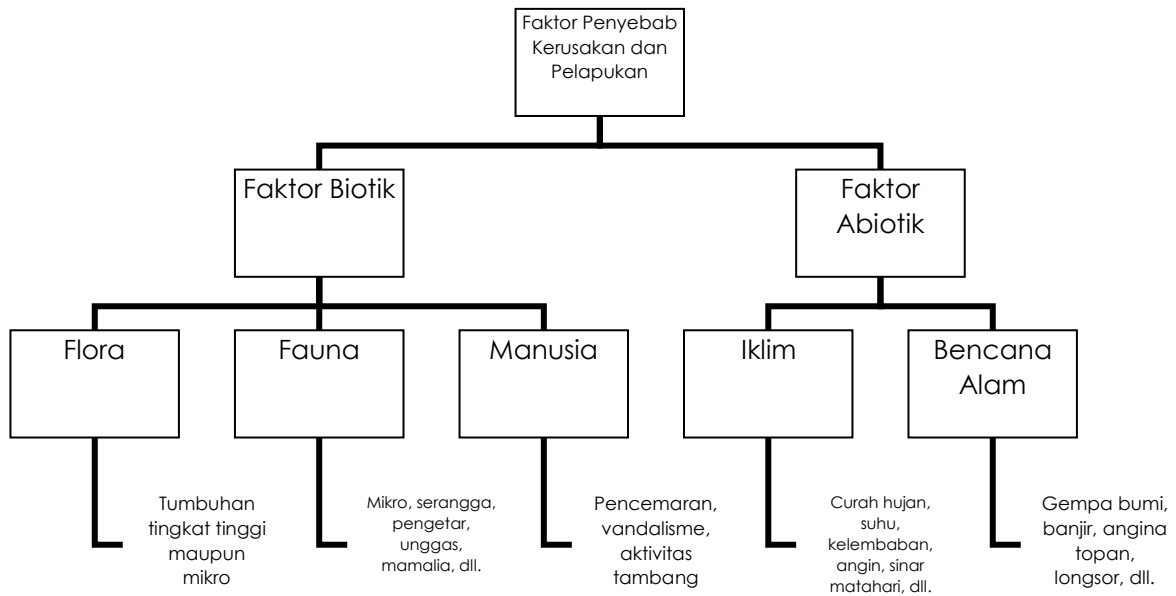 Faktor Penyebab
Kerusakan dan
Pelapukan
Faktor Biotik
Faktor
Abiotik
Flora
Fauna
Manusia
Iklim
Bencana
Alam
Tumbuhan
tingkat tinggi
maupun
mikro
Mikro, serangga,
pengetar,
unggas,
mamalia, dll.
Pencemaran,
vandalisme,
aktivitas
tambang
Curah hujan,
suhu,
kelembaban,
angin, sinar
matahari, dll.
Gempa bumi,
banjir, angina
topan,
longsor, dll.